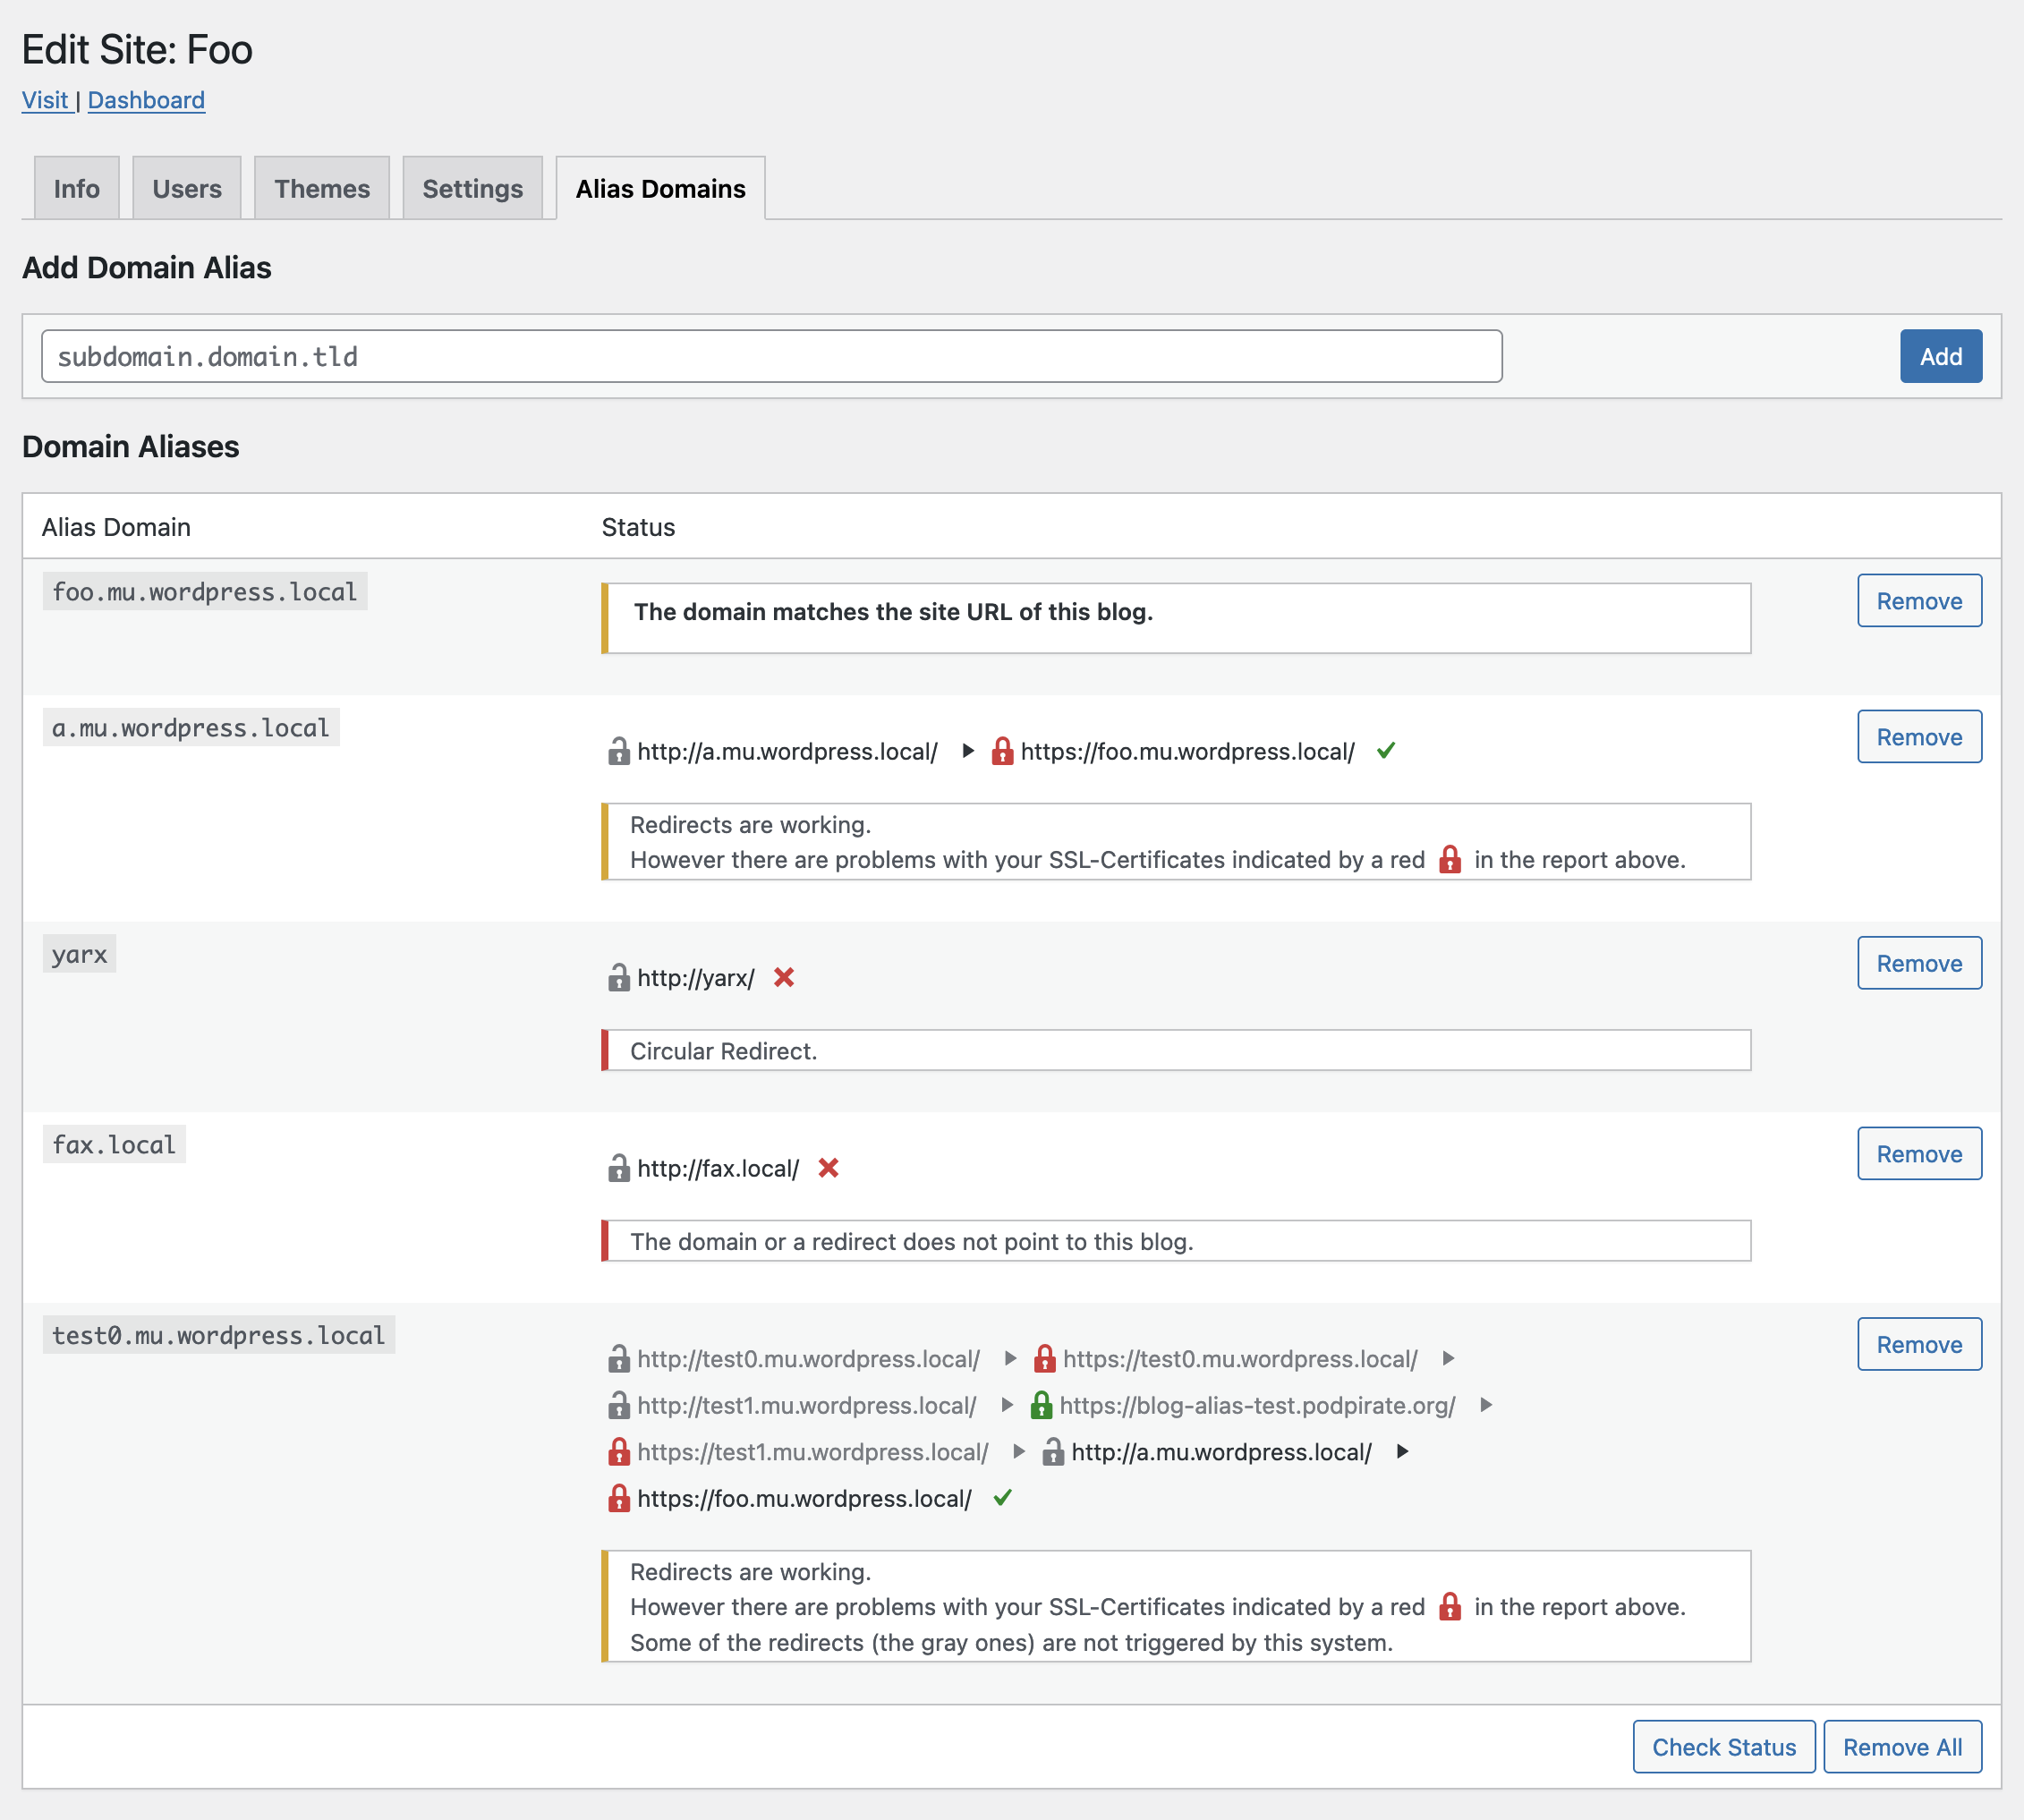 Edit Site: Foo
Visit | Dashboard
Info Users Themes Settings Alias Domains
Add Domain Alias
subdomain.domain.tld Add
Domain Aliases
Alias Domain Status
foo.mu.wordpress.local Remove
The domain matches the site URL of this blog.
a.mu.wordpress.local Remove
http://a.mu.wordpress.local/ https://foo.mu.wordpress.local/
Redirects are working.
However there are problems with your SSL-Certificates indicated by a red in the report above.
yarx Remove
http://yarx/
Circular Redirect.
fax.local Remove
http://fax.local/
The domain or a redirect does not point to this blog.
test0.mu.wordpress.local Remove
http://test0.mu.wordpress.local/ https://test0.mu.wordpress.local/
http://test1.mu.wordpress.local/ https://blog-alias-test.podpirate.org/
https://test1.mu.wordpress.local/ http://a.mu.wordpress.local/
https://foo.mu.wordpress.local/
Redirects are working.
However there are problems with your SSL-Certificates indicated by a red in the report above.
Some of the redirects (the gray ones) are not triggered by this system.
Check Status Remove All